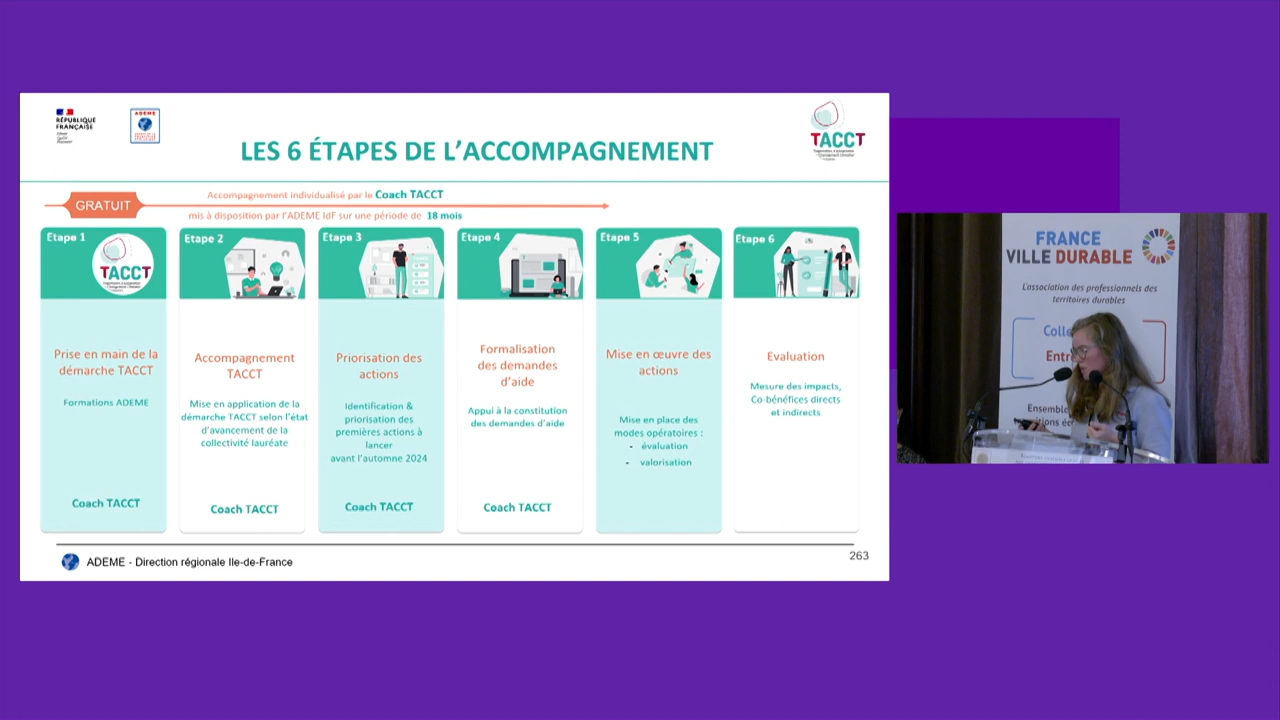 RÉPUBLIQUE
FRANÇAISE
ADEME
TACCT
LES 6 ÉTAPES DE L'ACCOMPAGNEMENT
GRATUIT
Accompagnement individualisé par le Coach TACCT
mis à disposition par l'ADEME IdF sur une période de 18 mois
Etape 1
TACCT
Prise en main de la
démarche TACCT
Formations ADEME
Coach TACCT
Etape 2
Accompagnement
TACCT
Mise en application de la
démarche TACCT selon l'état
d'avancement de la
collectivité lauréate
Coach TACCT
Etape 3
Priorisation des
actions
Identification &
priorisation des
premières actions à
lancer
avant l'automne 2024
Coach TACCT
Etape 4
Formalisation
des demandes
d'aide
Appui à la constitution
des demandes d'aide
Coach TACCT
Etape 5
Mise en œuvre des
actions
Mise en place des
modes opératoires :
- évaluation
- valorisation
Etape 6
Evaluation
Mesure des impacts,
Co-bénéfices directs
et indirects
ADEME - Direction régionale Ile-de-France
263
FRANCE
VILLE DURABLE
L'association des professionnels des
territoires durables
Colle
Entr
Ensemble